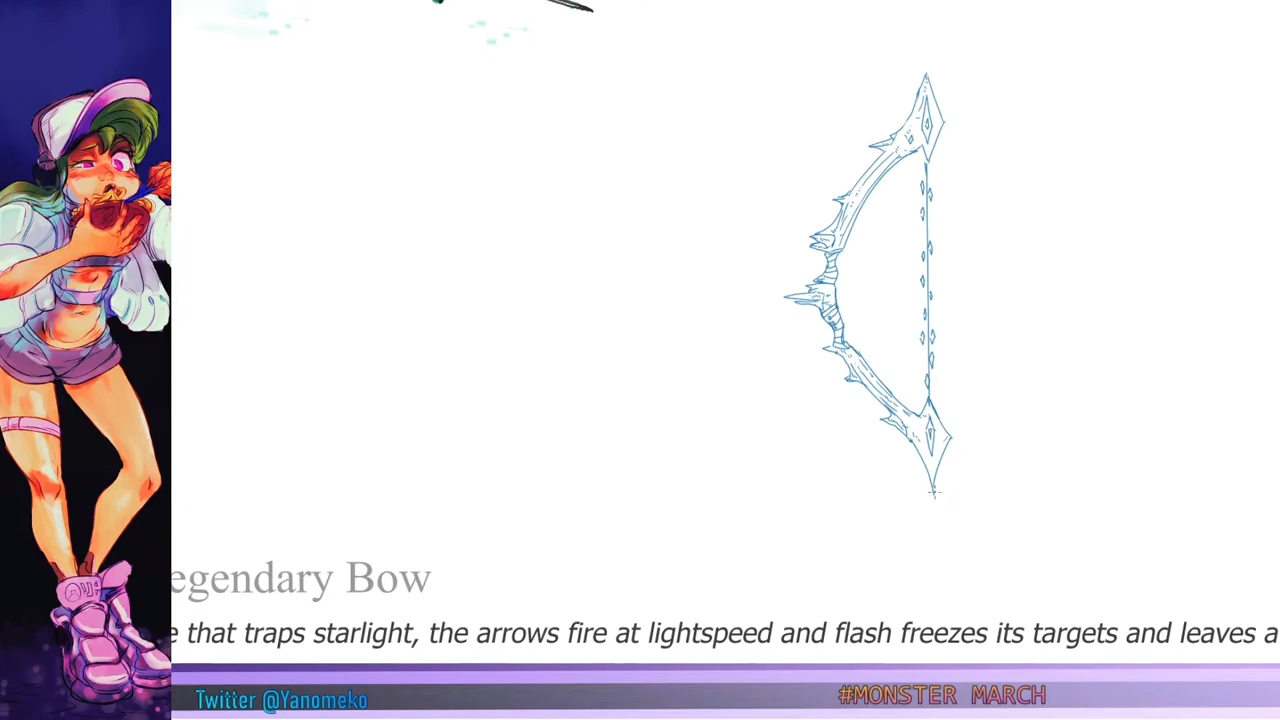 egendary Bow
e that traps starlight, the arrows fire at lightspeed and flash freezes its targets and leaves a
Twitter @Yanomeko
#MONSTER MARCH